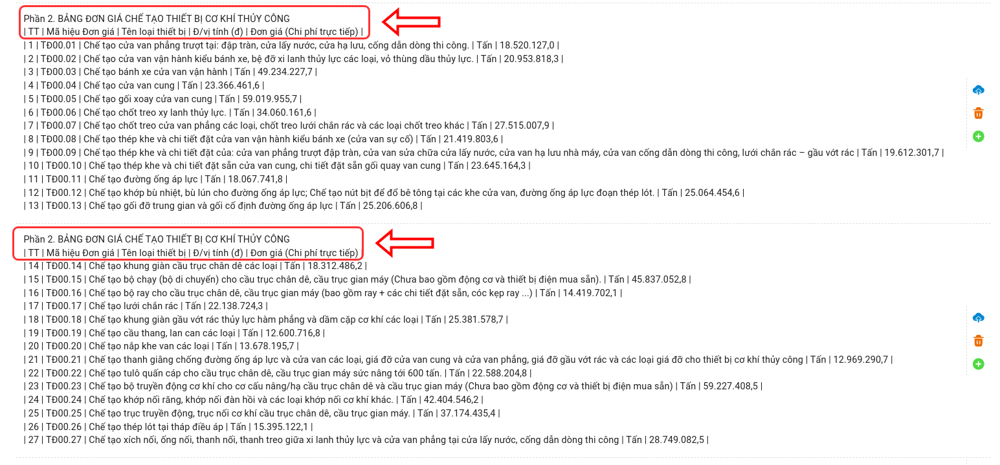 Phần 2. BẢNG ĐƠN GIÁ CHẾ TẠO THIẾT BỊ CƠ KHÍ THỦY CÔNG
| TT | Mã hiệu Đơn giá | Tên loại thiết bị | Đ/vị tính (đ) | Đơn giá (Chi phí trực tiếp) |
| 1 | TĐ00.01 | Chế tạo cửa van phẳng trượt tại: đập tràn, cửa lấy nước, cửa hạ lưu, cống dẫn dòng thi công. | Tấn | 18.520.127,0 |
| 2 | TĐ00.02 | Chế tạo cửa van vận hành kiểu bánh xe, bệ đỡ xi lanh thủy lực các loại, vỏ thùng dầu thủy lực. | Tấn | 20.953.818,3 |
| 3 | TĐ00.03 | Chế tạo bánh xe cửa van vận hành | Tấn | 49.234.227,7 |
| 4 | TĐ00.04 | Chế tạo cửa van cung | Tấn | 23.366.461,6 |
| 5 | TĐ00.05 | Chế tạo gối xoay cửa van cung | Tấn | 59.019.955,7 |
| 6 | TĐ00.06 | Chế tạo chốt treo xy lanh thủy lực. | Tấn | 34.060.161,6 |
| 7 | TĐ00.07 | Chế tạo chốt treo cửa van phẳng các loại, chốt treo lưới chắn rác và các loại chốt treo khác | Tấn | 27.515.007,9 |
| 8 | TĐ00.08 | Chế tạo thép khe và chi tiết đặt cửa van vận hành kiểu bánh xe (cửa van sự cố) | Tấn | 21.419.803,6 |
| 9 | TĐ00.09 | Chế tạo thép khe và chi tiết đặt của: cửa van phẳng trượt đập tràn, cửa van sửa chữa cửa lấy nước, cửa van hạ lưu nhà máy, cửa van cống dẫn dòng thi công, lưới chắn rác – gầu vớt rác | Tấn | 19.612.301,7 |
| 10 | TĐ00.10 | Chế tạo thép khe và chi tiết đặt sẵn cửa van cung, chi tiết đặt sẵn gối quay van cung | Tấn | 23.645.164,3 |
| 11 | TĐ00.11 | Chế tạo đường ống áp lực | Tấn | 18.067.741,8 |
| 12 | TĐ00.12 | Chế tạo khớp bù nhiệt, bù lún cho đường ống áp lực; Chế tạo nút bịt để đổ bê tông tại các khe cửa van, đường ống áp lực đoạn thép lót. | Tấn | 25.064.454,6 |
| 13 | TĐ00.13 | Chế tạo gối đỡ trung gian và gối cố định đường ống áp lực | Tấn | 25.206.606,8 |
Phần 2. BẢNG ĐƠN GIÁ CHẾ TẠO THIẾT BỊ CƠ KHÍ THỦY CÔNG
| TT | Mã hiệu Đơn giá | Tên loại thiết bị | Đ/vị tính (đ) | Đơn giá (Chi phí trực tiếp) |
| 14 | TĐ00.14 | Chế tạo khung giàn cầu trục chân dê các loại | Tấn | 18.312.486,2 |
| 15 | TĐ00.15 | Chế tạo bộ chạy (bộ di chuyển) cho cầu trục chân dê, cầu trục gian máy (Chưa bao gồm động cơ và thiết bị điện mua sẵn). | Tấn | 45.837.052,8 |
| 16 | TĐ00.16 | Chế tạo bộ ray cho cầu trục chân dê, cầu trục gian máy (bao gồm ray + các chi tiết đặt sẵn, cóc kẹp ray ...) | Tấn | 14.419.702,1 |
| 17 | TĐ00.17 | Chế tạo lưới chắn rác | Tấn | 22.138.724,3 |
| 18 | TĐ00.18 | Chế tạo khung giàn gầu vớt rác thủy lực hàm phẳng và dầm cặp cơ khí các loại | Tấn | 25.381.578,7 |
| 19 | TĐ00.19 | Chế tạo cầu thang, lan can các loại | Tấn | 12.600.716,8 |
| 20 | TĐ00.20 | Chế tạo nắp khe van các loại | Tấn | 13.678.195,7 |
| 21 | TĐ00.21 | Chế tạo thanh giằng chống đường ống áp lực và cửa van các loại, giá đỡ cửa van cung và cửa van phẳng, giá đỡ gầu vớt rác và các loại giá đỡ cho thiết bị cơ khí thủy công | Tấn | 12.969.290,7 |
| 22 | TĐ00.22 | Chế tạo tulô quấn cáp cho cầu trục chân dê, cầu trục gian máy sức nâng tới 600 tấn. | Tấn | 22.588.204,8 |
| 23 | TĐ00.23 | Chế tạo bộ truyền động cơ khí cho cơ cấu nâng/hạ cầu trục chân dê và cầu trục gian máy (Chưa bao gồm động cơ và thiết bị điện mua sẵn) | Tấn | 59.227.408,5 |
| 24 | TĐ00.24 | Chế tạo khớp nối răng, khớp nối đàn hồi và các loại khớp nối cơ khí khác. | Tấn | 42.404.546,2 |
| 25 | TĐ00.25 | Chế tạo trục truyền động, trục nối cơ khí cầu trục chân dê, cầu trục gian máy. | Tấn | 37.174.435,4 |
| 26 | TĐ00.26 | Chế tạo thép lót tại tháp điều áp | Tấn | 15.395.122,1 |
| 27 | TĐ00.27 | Chế tạo xích nối, ống nối, thanh nối, thanh treo giữa xi lanh thủy lực và cửa van phẳng tại cửa lấy nước, cống dẫn dòng thi công | Tấn | 28.749.082,5 |